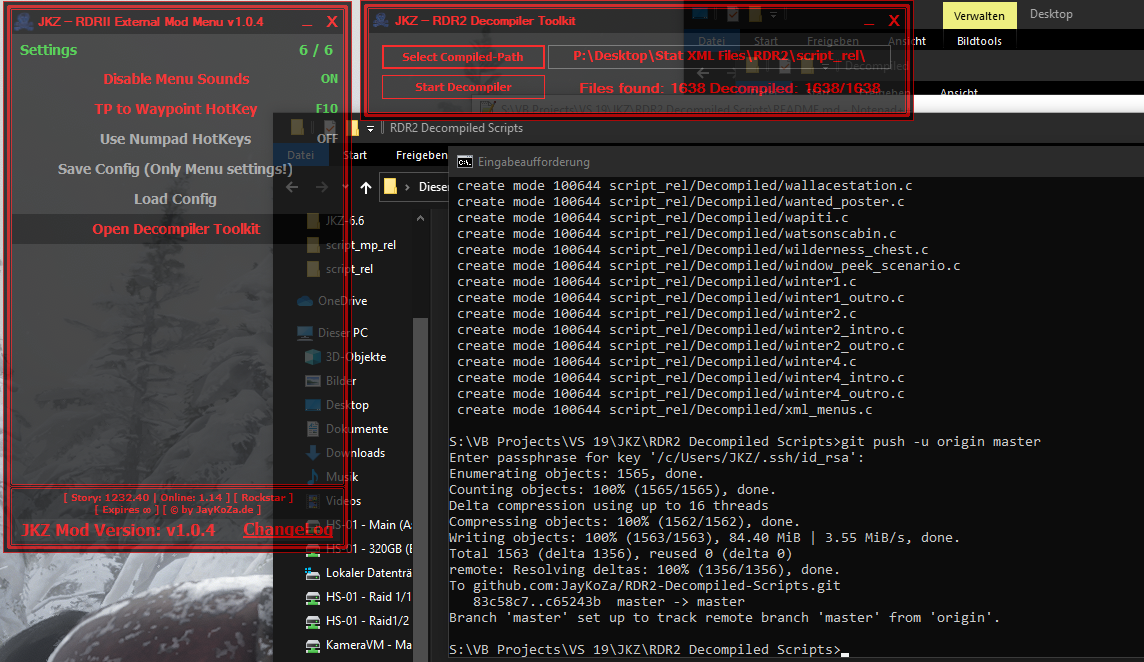 JKZ – RDRII External Mod Menu v1.0.4
Settings 6 / 6
Disable Menu Sounds ON
TP to Waypoint HotKey F10
Use Numpad HotKeys OFF
Save Config (Only Menu settings!)
Load Config
Open Decompiler Toolkit
[ Story: 1232.40 | Online: 1.14 ] [ Rockstar ]
[ Expires ∞ ] [ © by JayKoZa.de ]
JKZ Mod Version: v1.0.4 ChangeLog
JKZ – RDR2 Decompiler Toolkit
Select Compiled-Path P:\Desktop\Stat XML Files\RDR2\script_rel\
Start Decompiler Files found: 1638 Decompiled: 1638/1638
Verwalten Desktop
Datei Start Freigeben Ansicht Bildtools
Decompiled
Freigeben Ansicht
S:\VB Projects\VS 19\JKZ\RDR2 Decompiled Scripts\README.md - Notepad++
RDR2 Decompiled Scripts
Datei Start Freigeben
Dieser
JKZ-6.6
script_mp_rel
script_rel
OneDrive
Dieser PC
3D-Objekte
Bilder
Desktop
Dokumente
Downloads
Musik
Videos
HS-01 - Main (A:
HS-01 - 320GB (E
Lokaler Datenträ
HS-01 - Raid 1/1
HS-01 - Raid1/2
KameraVM - Ma
Eingabeaufforderung
create mode 100644 script_rel/Decompiled/wallacestation.c
create mode 100644 script_rel/Decompiled/wanted_poster.c
create mode 100644 script_rel/Decompiled/wapiti.c
create mode 100644 script_rel/Decompiled/watsonscabin.c
create mode 100644 script_rel/Decompiled/wilderness_chest.c
create mode 100644 script_rel/Decompiled/window_peek_scenario.c
create mode 100644 script_rel/Decompiled/winter1.c
create mode 100644 script_rel/Decompiled/winter1_outro.c
create mode 100644 script_rel/Decompiled/winter2.c
create mode 100644 script_rel/Decompiled/winter2_intro.c
create mode 100644 script_rel/Decompiled/winter2_outro.c
create mode 100644 script_rel/Decompiled/winter4.c
create mode 100644 script_rel/Decompiled/winter4_intro.c
create mode 100644 script_rel/Decompiled/winter4_outro.c
create mode 100644 script_rel/Decompiled/xml_menus.c
S:\VB Projects\VS 19\JKZ\RDR2 Decompiled Scripts>git push -u origin master
Enter passphrase for key '/c/Users/JKZ/.ssh/id_rsa':
Enumerating objects: 1565, done.
Counting objects: 100% (1565/1565), done.
Delta compression using up to 16 threads
Compressing objects: 100% (1562/1562), done.
Writing objects: 100% (1563/1563), 84.40 MiB | 3.55 MiB/s, done.
Total 1563 (delta 1356), reused 0 (delta 0)
remote: Resolving deltas: 100% (1356/1356), done.
To github.com:JayKoZa/RDR2-Decompiled-Scripts.git
83c58c7..c65243b master -> master
Branch 'master' set up to track remote branch 'master' from 'origin'.
S:\VB Projects\VS 19\JKZ\RDR2 Decompiled Scripts>